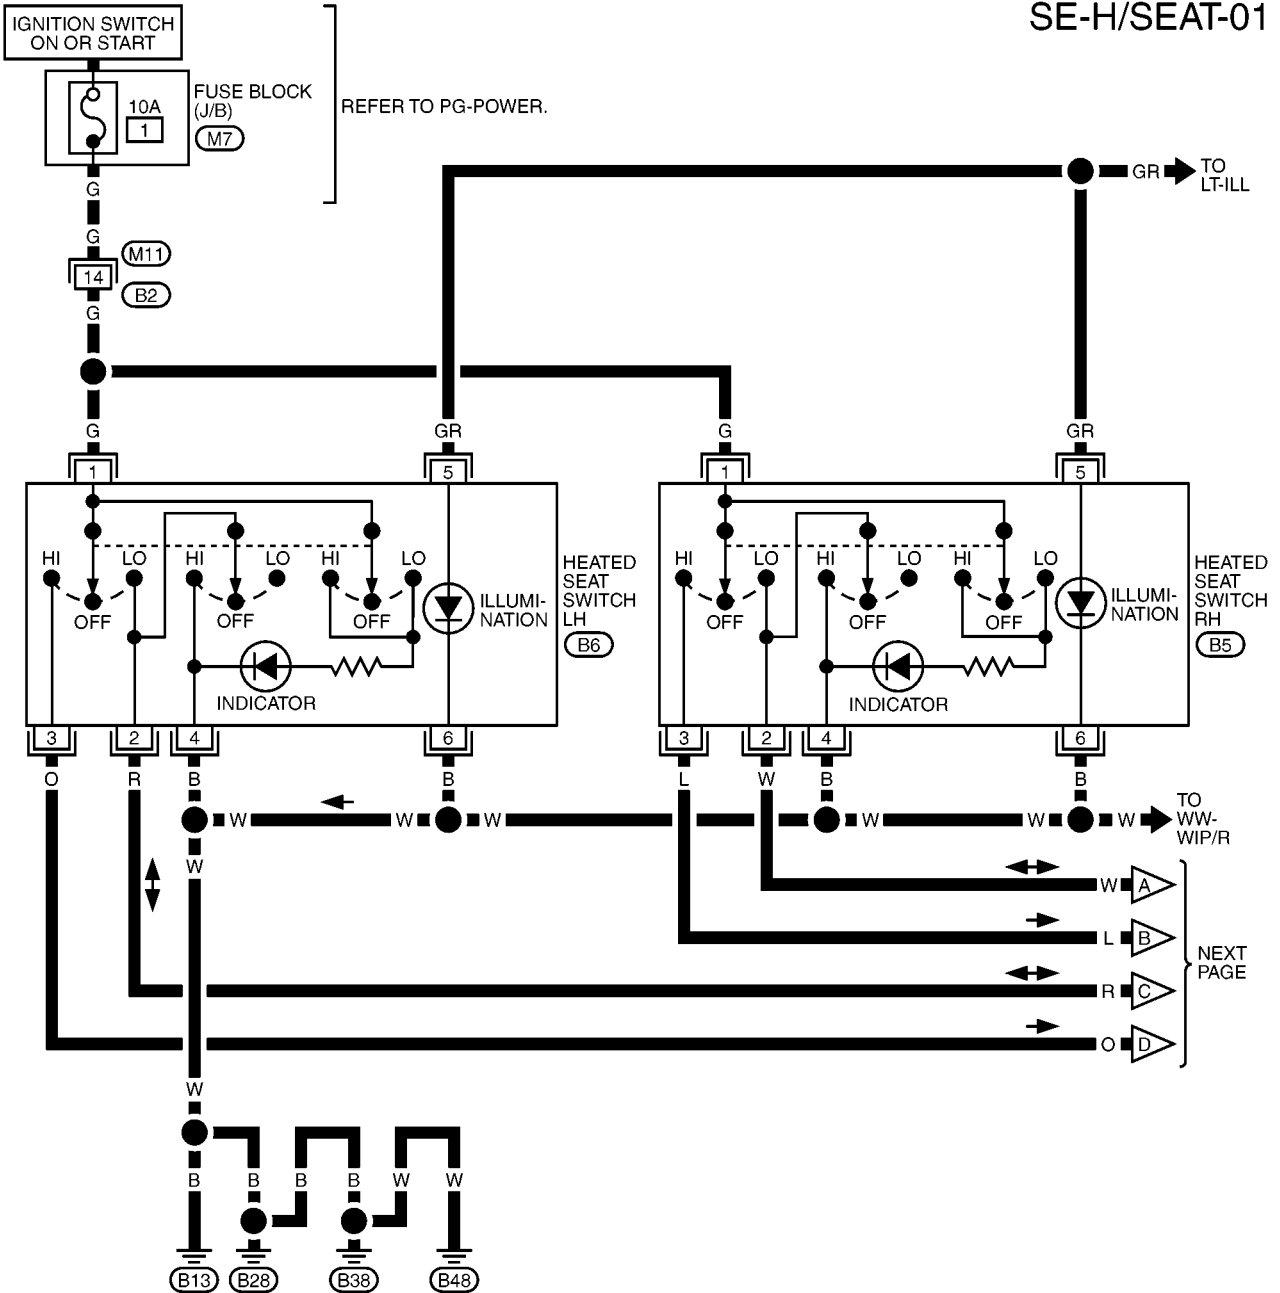 SE-H/SEAT-01
IGNITION SWITCH
ON OR START
FUSE BLOCK
(J/B)
10A
1
M7
REFER TO PG-POWER.
G
G
M11
14
B2
G
GR
TO
LT-ILL
G
GR
G
GR
1
5
1
5
HI
LO
HI
LO
HI
LO
OFF
OFF
OFF
ILLUMI-
NATION
INDICATOR
HEATED
SEAT
SWITCH
LH
B6
HI
LO
HI
LO
HI
LO
OFF
OFF
OFF
ILLUMI-
NATION
INDICATOR
HEATED
SEAT
SWITCH
RH
B5
3
2
4
6
3
2
4
6
O
R
B
B
L
W
B
B
W
W
W
W
W
W
TO
WW-
WIP/R
W
W
A
L
B
R
C
O
D
NEXT
PAGE
W
B
B
B
B
W
W
B13
B28
B38
B48